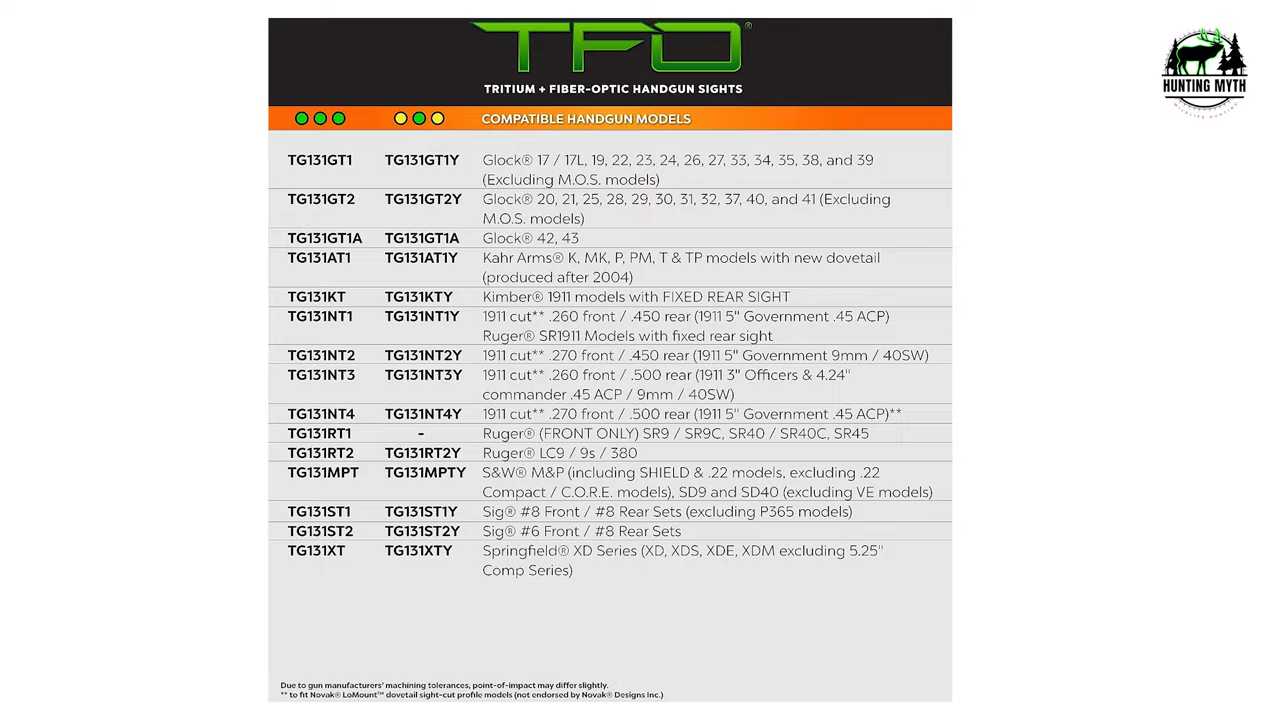 TFO®
TRITIUM + FIBER-OPTIC HANDGUN SIGHTS
COMPATIBLE HANDGUN MODELS
TG131GT1 TG131GT1Y Glock® 17 / 17L, 19, 22, 23, 24, 26, 27, 33, 34, 35, 38, and 39
(Excluding M.O.S. models)
TG131GT2 TG131GT2Y Glock® 20, 21, 25, 28, 29, 30, 31, 32, 37, 40, and 41 (Excluding
M.O.S. models)
TG131GT1A TG131GT1A Glock® 42, 43
TG131AT1 TG131AT1Y Kahr Arms® K, MK, P, PM, T & TP models with new dovetail
(produced after 2004)
TG131KT TG131KTY Kimber® 1911 models with FIXED REAR SIGHT
TG131NT1 TG131NT1Y 1911 cut** .260 front / .450 rear (1911 5" Government .45 ACP)
Ruger® SR1911 Models with fixed rear sight
TG131NT2 TG131NT2Y 1911 cut** .270 front / .450 rear (1911 5" Government 9mm / 40SW)
TG131NT3 TG131NT3Y 1911 cut** .260 front / .500 rear (1911 3" Officers & 4.24"
commander .45 ACP / 9mm / 40SW)
TG131NT4 TG131NT4Y 1911 cut** .270 front / .500 rear (1911 5" Government .45 ACP)**
TG131RT1 - Ruger® (FRONT ONLY) SR9 / SR9C, SR40 / SR40C, SR45
TG131RT2 TG131RT2Y Ruger® LC9 / 9s / 380
TG131MPT TG131MPTY S&W® M&P (including SHIELD & .22 models, excluding .22
Compact / C.O.R.E. models), SD9 and SD40 (excluding VE models)
TG131ST1 TG131ST1Y Sig® #8 Front / #8 Rear Sets (excluding P365 models)
TG131ST2 TG131ST2Y Sig® #6 Front / #8 Rear Sets
TG131XT TG131XTY Springfield® XD Series (XD, XDS, XDE, XDM excluding 5.25"
Comp Series)
Due to gun manufacturers' machining tolerances, point-of-impact may differ slightly.
** to fit Novak® LoMount™ dovetail sight-cut profile models (not endorsed by Novak® Designs Inc.)
HUNTING MYTH
WILDLIFE HUNTING